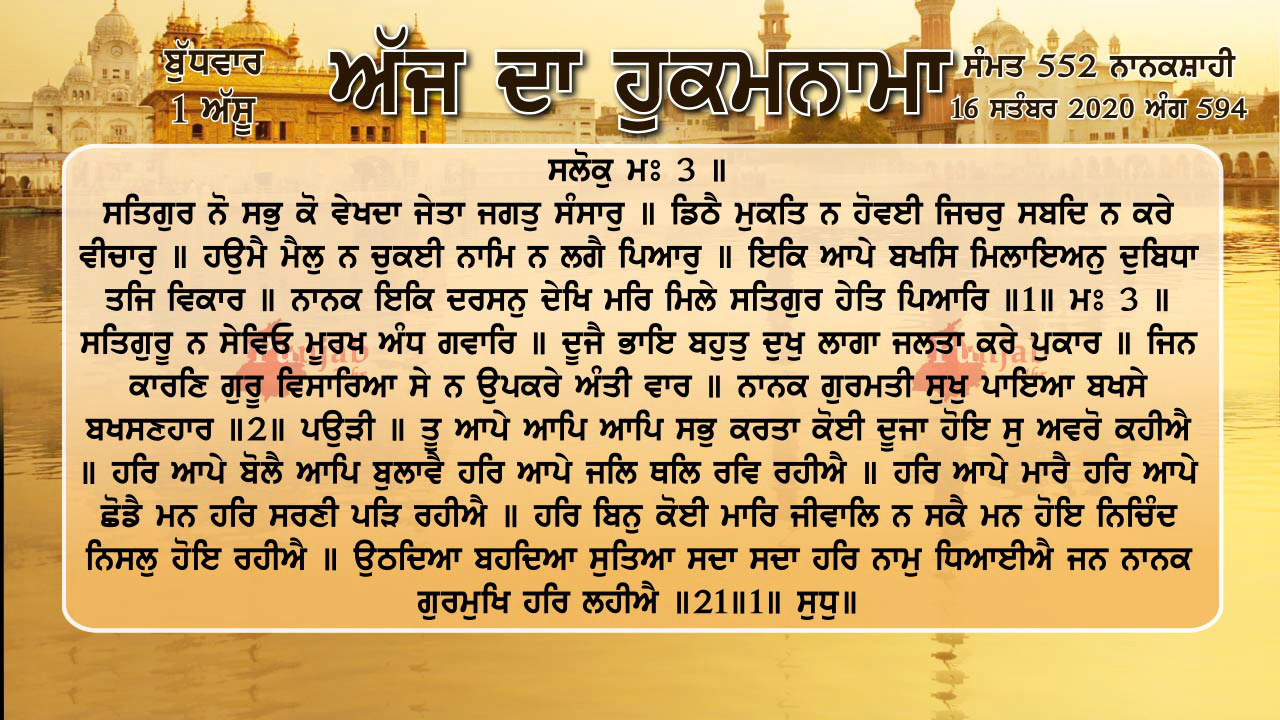 ਬੁੱਧਵਾਰ
1 ਅੱਸੂ
ਅੱਜ ਦਾ ਹੁਕਮਨਾਮਾ
ਸੰਮਤ 552 ਨਾਨਕਸ਼ਾਹੀ
16 ਸਤੰਬਰ 2020 ਅੰਗ 594
ਸਲੋਕੁ ਮਃ 3 ॥
ਸਤਿਗੁਰ ਨੋ ਸਭੁ ਕੋ ਵੇਖਦਾ ਜੇਤਾ ਜਗਤੁ ਸੰਸਾਰੁ ॥ ਡਿਠੈ ਮੁਕਤਿ ਨ ਹੋਵਈ ਜਿਚਰੁ ਸਬਦਿ ਨ ਕਰੇ
ਵੀਚਾਰੁ ॥ ਹਉਮੈ ਮੈਲੁ ਨ ਚੁਕਈ ਨਾਮਿ ਨ ਲਗੈ ਪਿਆਰੁ ॥ ਇਕਿ ਆਪੇ ਬਖਸਿ ਮਿਲਾਇਅਨੁ ਦੁਬਿਧਾ
ਤਜਿ ਵਿਕਾਰ ॥ ਨਾਨਕ ਇਕਿ ਦਰਸਨੁ ਦੇਖਿ ਮਰਿ ਮਿਲੇ ਸਤਿਗੁਰ ਹੇਤਿ ਪਿਆਰਿ ॥1॥ ਮਃ 3 ॥
ਸਤਿਗੁਰੂ ਨ ਸੇਵਿਓ ਮੂਰਖ ਅੰਧ ਗਵਾਰਿ ॥ ਦੂਜੈ ਭਾਇ ਬਹੁਤੁ ਦੁਖੁ ਲਾਗਾ ਜਲਤਾ ਕਰੇ ਪੁਕਾਰ ॥ ਜਿਨ
ਕਾਰਣਿ ਗੁਰੂ ਵਿਸਾਰਿਆ ਸੇ ਨ ਉਪਕਰੇ ਅੰਤੀ ਵਾਰ ॥ ਨਾਨਕ ਗੁਰਮਤੀ ਸੁਖੁ ਪਾਇਆ ਬਖਸੇ
ਬਖਸਣਹਾਰ ॥2॥ ਪਉੜੀ ॥ ਤੂ ਆਪੇ ਆਪਿ ਆਪਿ ਸਭੁ ਕਰਤਾ ਕੋਈ ਦੂਜਾ ਹੋਇ ਸੁ ਅਵਰੋ ਕਹੀਐ
॥ ਹਰਿ ਆਪੇ ਬੋਲੈ ਆਪਿ ਬੁਲਾਵੈ ਹਰਿ ਆਪੇ ਜਲਿ ਥਲਿ ਰਵਿ ਰਹੀਐ ॥ ਹਰਿ ਆਪੇ ਮਾਰੈ ਹਰਿ ਆਪੇ
ਛੋਡੈ ਮਨ ਹਰਿ ਸਰਣੀ ਪੜਿ ਰਹੀਐ ॥ ਹਰਿ ਬਿਨੁ ਕੋਈ ਮਾਰਿ ਜੀਵਾਲਿ ਨ ਸਕੈ ਮਨ ਹੋਇ ਨਿਚਿੰਦ
ਨਿਸਲੁ ਹੋਇ ਰਹੀਐ ॥ ਉਠਦਿਆ ਬਹਦਿਆ ਸੁਤਿਆ ਸਦਾ ਸਦਾ ਹਰਿ ਨਾਮੁ ਧਿਆਈਐ ਜਨ ਨਾਨਕ
ਗੁਰਮੁਖਿ ਹਰਿ ਲਹੀਐ ॥21॥1॥ ਸੁਧੁ॥